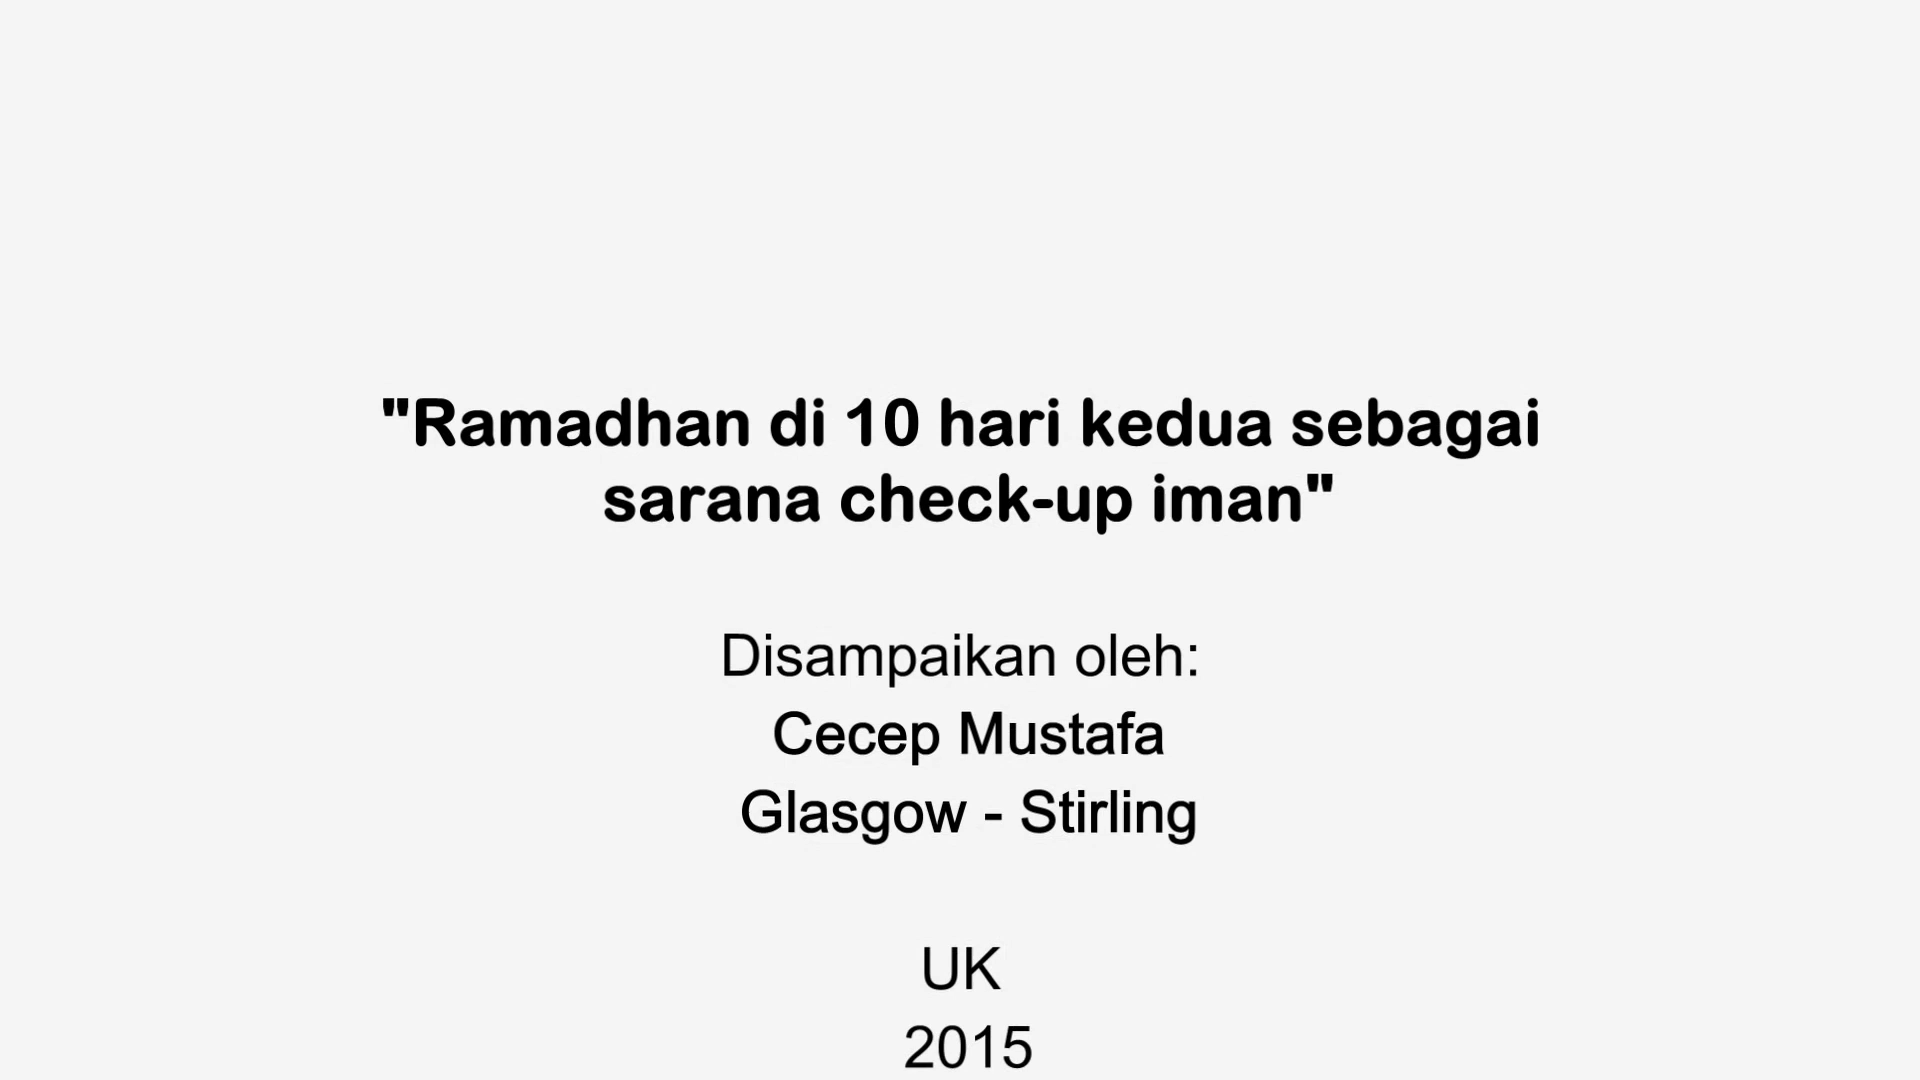 "Ramadhan di 10 hari kedua sebagai
sarana check-up iman"
Disampaikan oleh:
Cecep Mustafa
Glasgow - Stirling
UK
2015